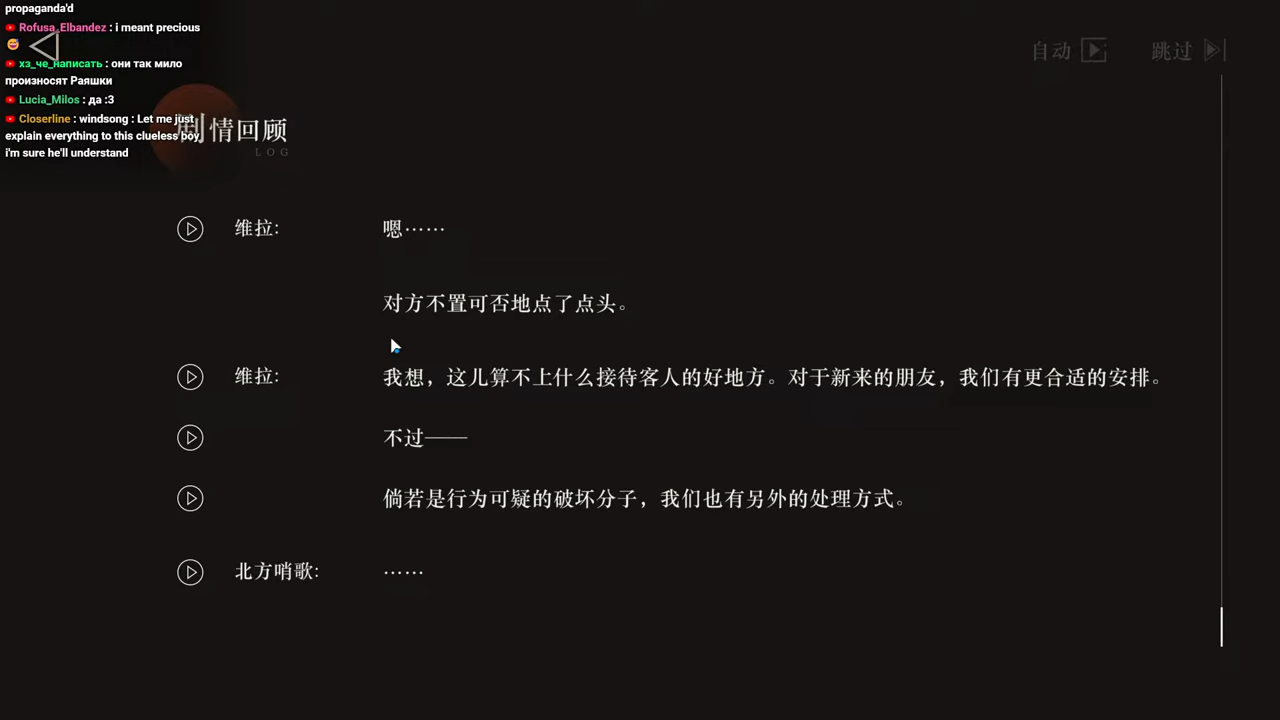 propaganda'd
Rofusa_Elbandez : i meant precious
хз_че_написать : они так мило
произносят Раяшки
Lucia_Milos : да :3
Closerline : windsong : Let me just
explain everything to this clueless boy,
i'm sure he'll understand
自动
跳过
剧情回顾
LOG
维拉: 嗯……
对方不置可否地点了点头。
维拉: 我想，这儿算不上什么接待客人的好地方。对于新来的朋友，我们有更合适的安排。
不过——
倘若是行为可疑的破坏分子，我们也有另外的处理方式。
北方哨歌: ……